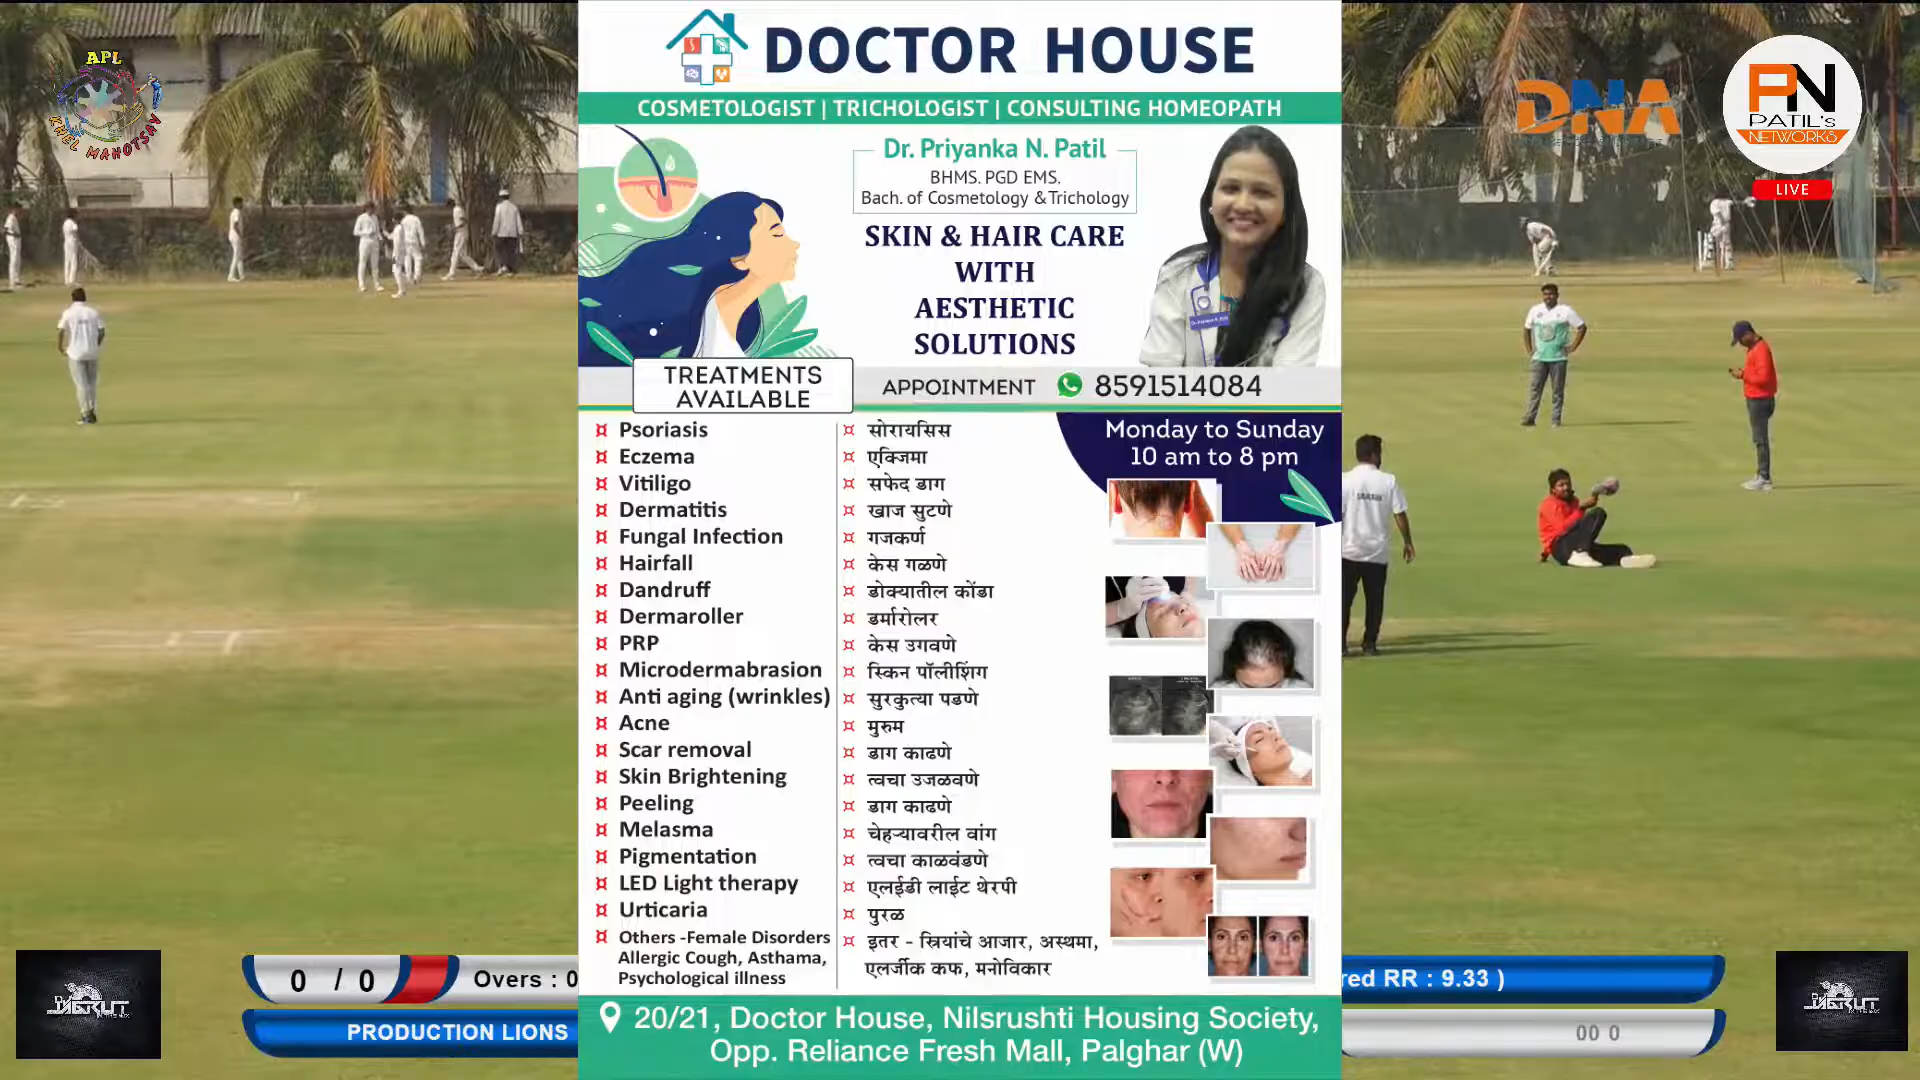 APL
KHEL MAHOTSAV
DNA
PN
PATIL's
NETWORKS
LIVE
DOCTOR HOUSE
COSMETOLOGIST | TRICHOLOGIST | CONSULTING HOMEOPATH
Dr. Priyanka N. Patil
BHMS. PGD EMS.
Bach. of Cosmetology & Trichology
SKIN & HAIR CARE
WITH
AESTHETIC
SOLUTIONS
TREATMENTS
AVAILABLE
APPOINTMENT 8591514084
Monday to Sunday
10 am to 8 pm
¤ Psoriasis
¤ Eczema
¤ Vitiligo
¤ Dermatitis
¤ Fungal Infection
¤ Hairfall
¤ Dandruff
¤ Dermaroller
¤ PRP
¤ Microdermabrasion
¤ Anti aging (wrinkles)
¤ Acne
¤ Scar removal
¤ Skin Brightening
¤ Peeling
¤ Melasma
¤ Pigmentation
¤ LED Light therapy
¤ Urticaria
¤ Others -Female Disorders
Allergic Cough, Asthama,
Psychological illness
¤ सोरायसिस
¤ एक्जिमा
¤ सफेद डाग
¤ खाज सुटणे
¤ गजकर्ण
¤ केस गळणे
¤ डोक्यातील कोंडा
¤ डर्मारोलर
¤ केस उगवणे
¤ स्किन पॉलीशिंग
¤ सुरकुत्या पडणे
¤ मुरुम
¤ डाग काढणे
¤ त्वचा उजळवणे
¤ डाग काढणे
¤ चेहऱ्यावरील वांग
¤ त्वचा काळवंडणे
¤ एलईडी लाईट थेरपी
¤ पुरळ
¤ इतर - स्त्रियांचे आजार, अस्थमा,
एलर्जीक कफ, मनोविकार
20/21, Doctor House, Nilsrushti Housing Society,
Opp. Reliance Fresh Mall, Palghar (W)
0 / 0
Overs : 0
red RR : 9.33 )
PRODUCTION LIONS
00 0